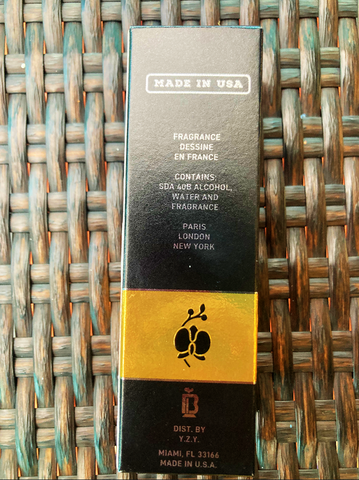 MADE IN USA
FRAGRANCE
DESSINE
EN FRANCE
CONTAINS:
SDA 40B ALCOHOL,
WATER AND
FRAGRANCE
PARIS
LONDON
NEW YORK
B
DIST. BY
Y.Z.Y.
MIAMI, FL 33166
MADE IN U.S.A.